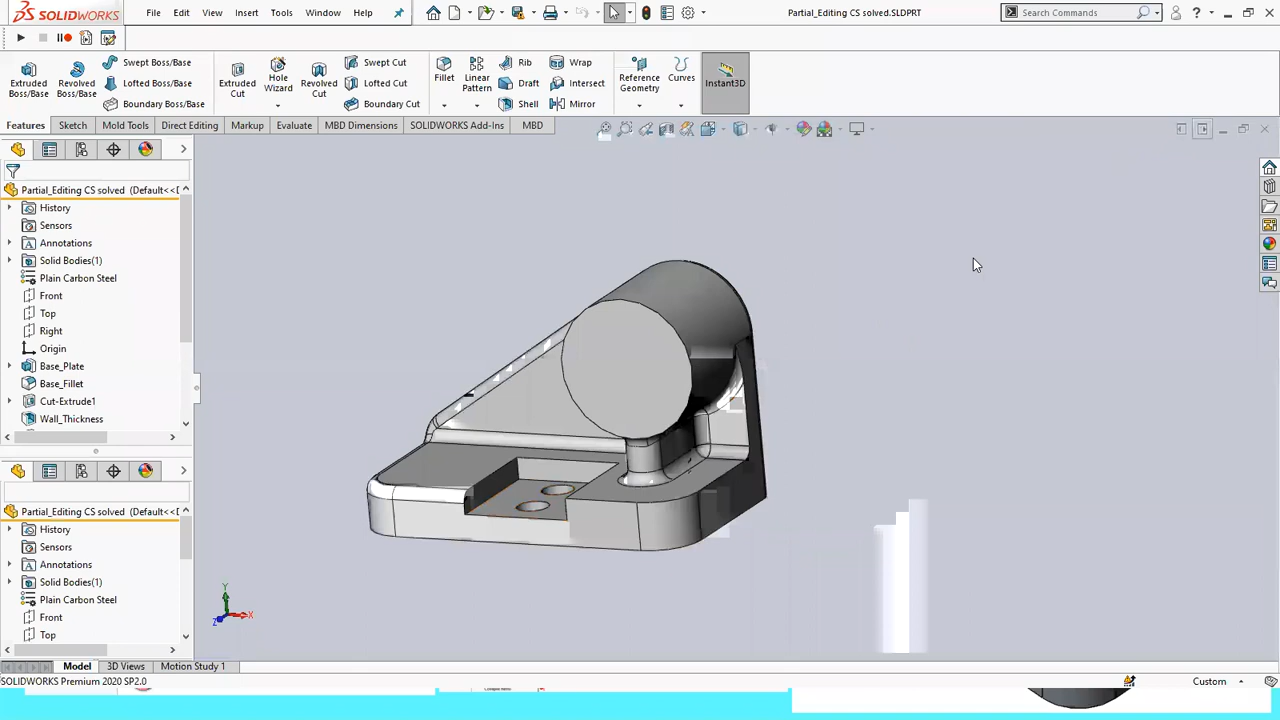 SOLIDWORKS File Edit View Insert Tools Window Help Partial_Editing CS solved.SLDPRT Search Commands ?
Extruded Boss/Base Revolved Boss/Base Swept Boss/Base Lofted Boss/Base Boundary Boss/Base Extruded Cut Hole Wizard Revolved Cut Swept Cut Lofted Cut Boundary Cut Fillet Linear Pattern Rib Draft Shell Wrap Intersect Mirror Reference Geometry Curves Instant3D
Features Sketch Mold Tools Direct Editing Markup Evaluate MBD Dimensions SOLIDWORKS Add-Ins MBD
Partial_Editing CS solved (Default<<D
History
Sensors
Annotations
Solid Bodies(1)
Plain Carbon Steel
Front
Top
Right
Origin
Base_Plate
Base_Fillet
Cut-Extrude1
Wall_Thickness
Partial_Editing CS solved (Default<<D
History
Sensors
Annotations
Solid Bodies(1)
Plain Carbon Steel
Front
Top
Y
X
Z
Model 3D Views Motion Study 1
SOLIDWORKS Premium 2020 SP2.0 Custom